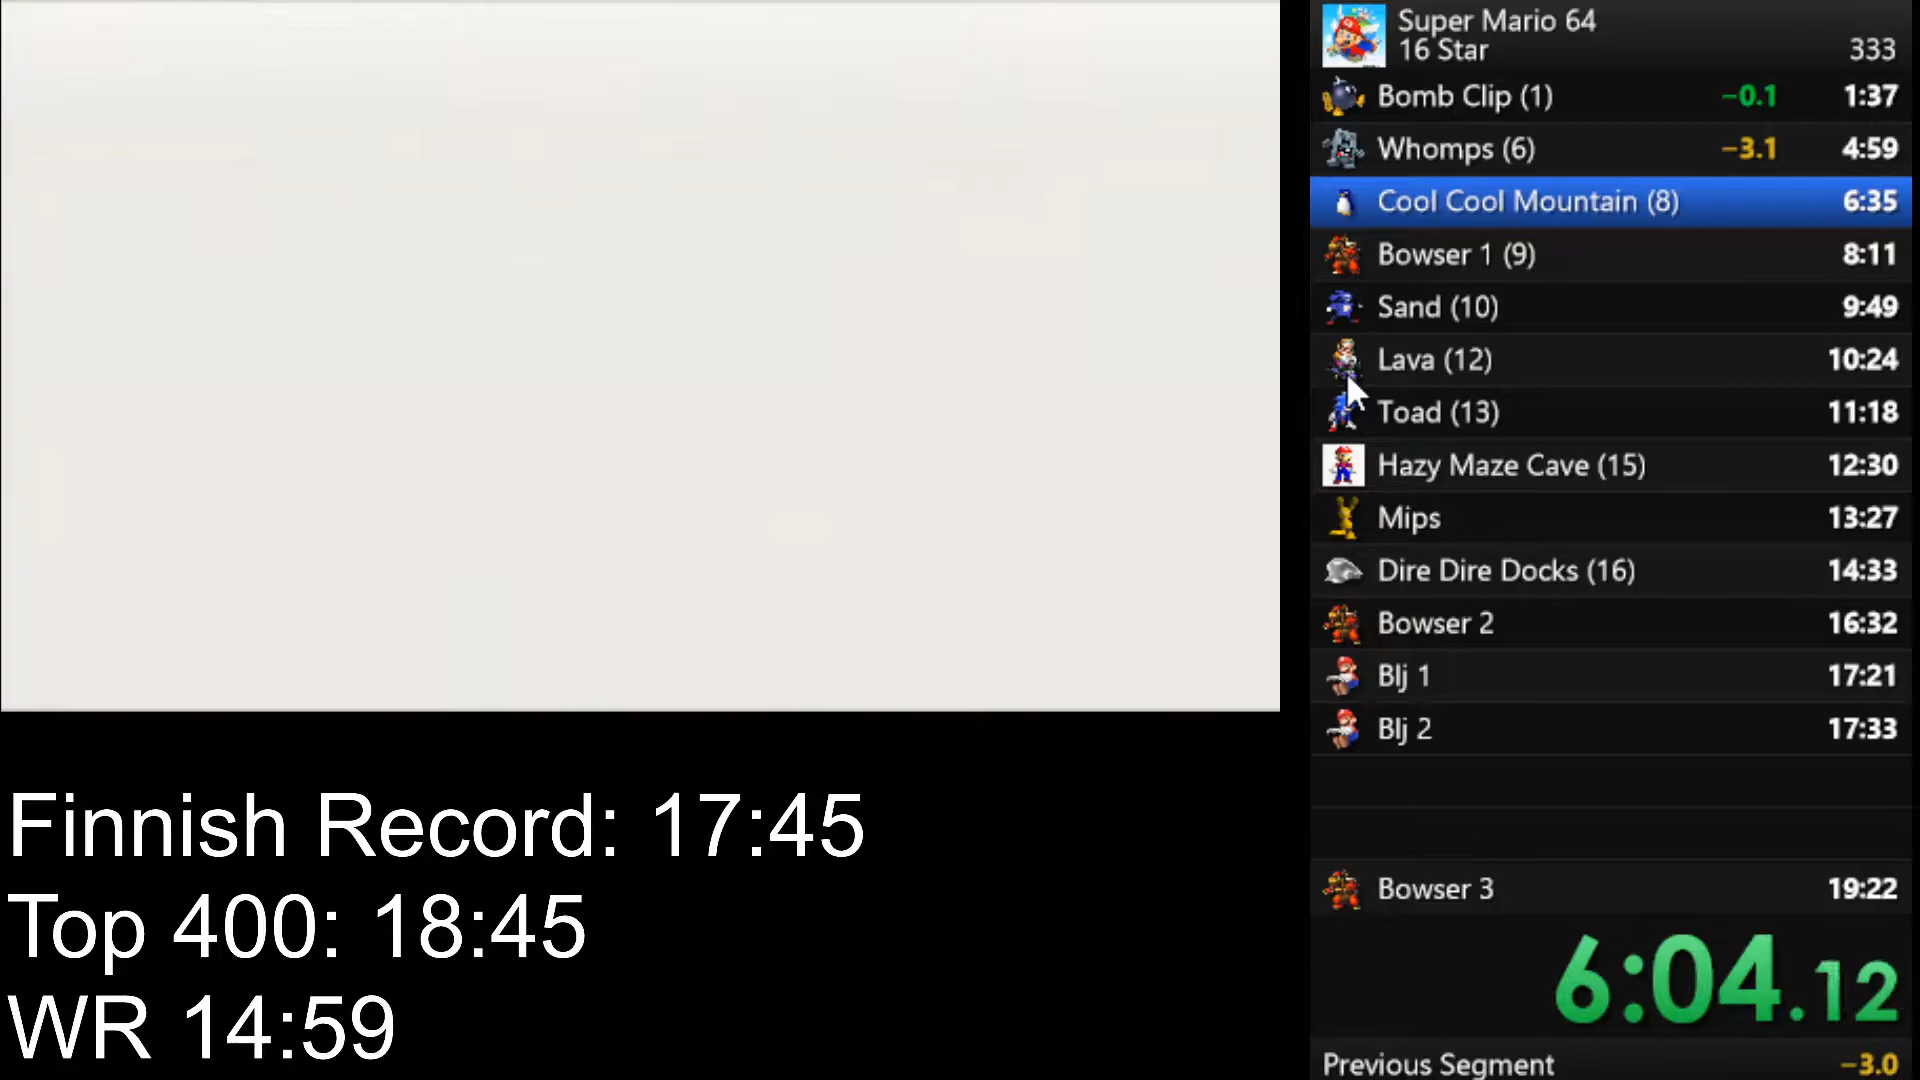 Super Mario 64
16 Star 333
Bomb Clip (1) −0.1 1:37
Whomps (6) −3.1 4:59
Cool Cool Mountain (8) 6:35
Bowser 1 (9) 8:11
Sand (10) 9:49
Lava (12) 10:24
Toad (13) 11:18
Hazy Maze Cave (15) 12:30
Mips 13:27
Dire Dire Docks (16) 14:33
Bowser 2 16:32
Blj 1 17:21
Blj 2 17:33
Bowser 3 19:22
6:04.12
Previous Segment −3.0
Finnish Record: 17:45
Top 400: 18:45
WR 14:59